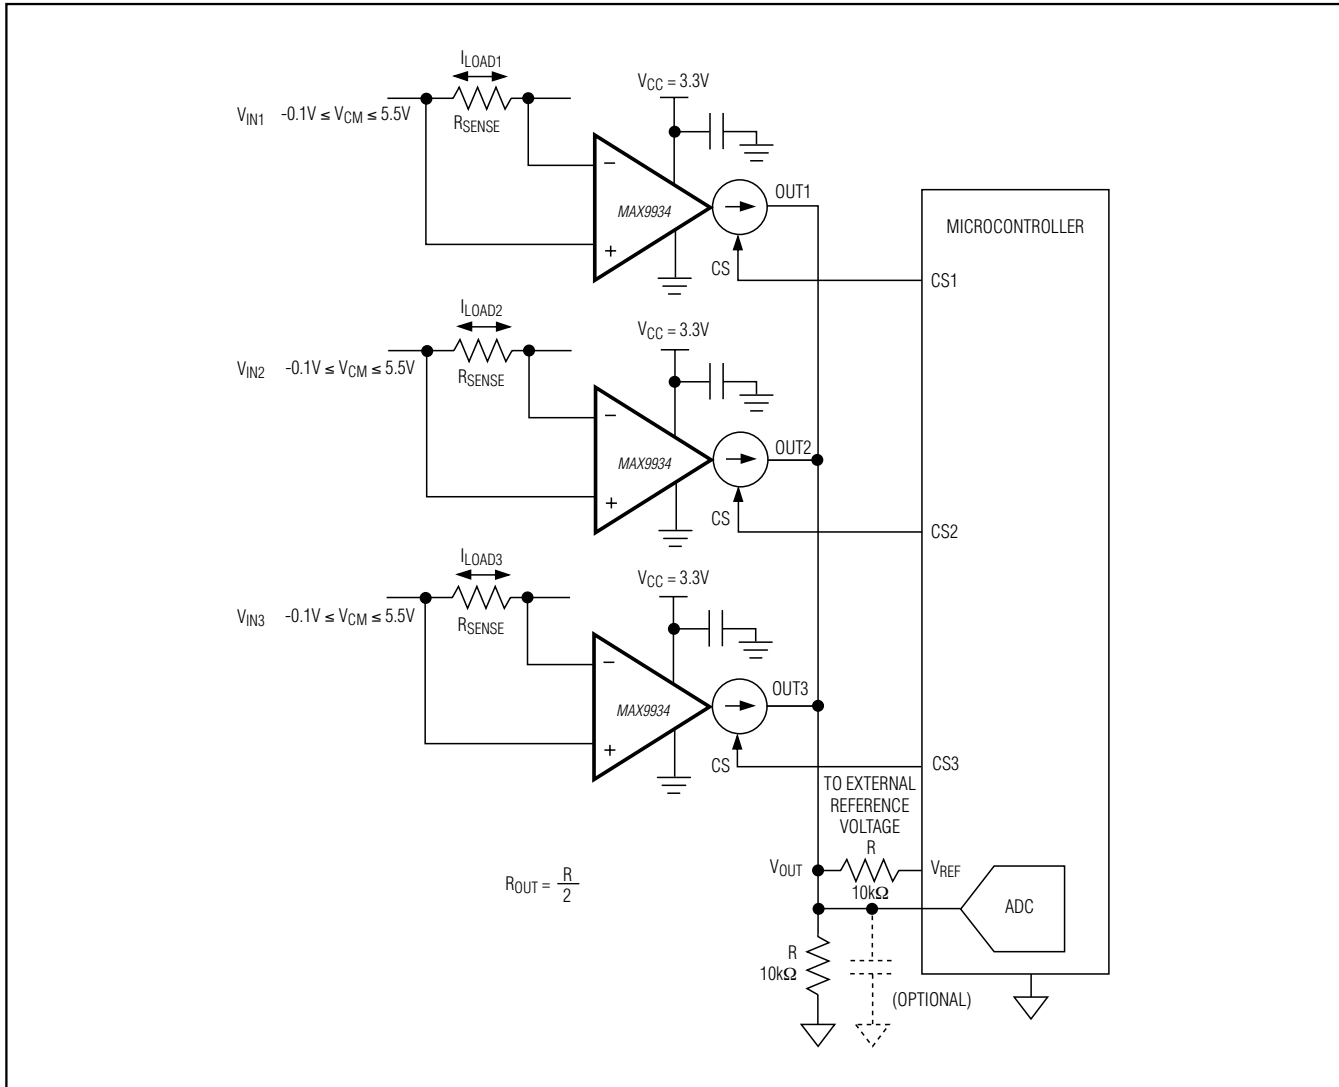 I_LOAD1
V_CC = 3.3V
V_IN1 -0.1V ≤ V_CM ≤ 5.5V
R_SENSE
−
MAX9934
+
OUT1
CS
MICROCONTROLLER
CS1
I_LOAD2
V_CC = 3.3V
V_IN2 -0.1V ≤ V_CM ≤ 5.5V
R_SENSE
−
MAX9934
+
OUT2
CS
CS2
I_LOAD3
V_CC = 3.3V
V_IN3 -0.1V ≤ V_CM ≤ 5.5V
R_SENSE
−
MAX9934
+
OUT3
CS
CS3
TO EXTERNAL
REFERENCE
VOLTAGE
R
10kΩ
V_OUT
V_REF
ADC
R_OUT = R/2
R
10kΩ
(OPTIONAL)